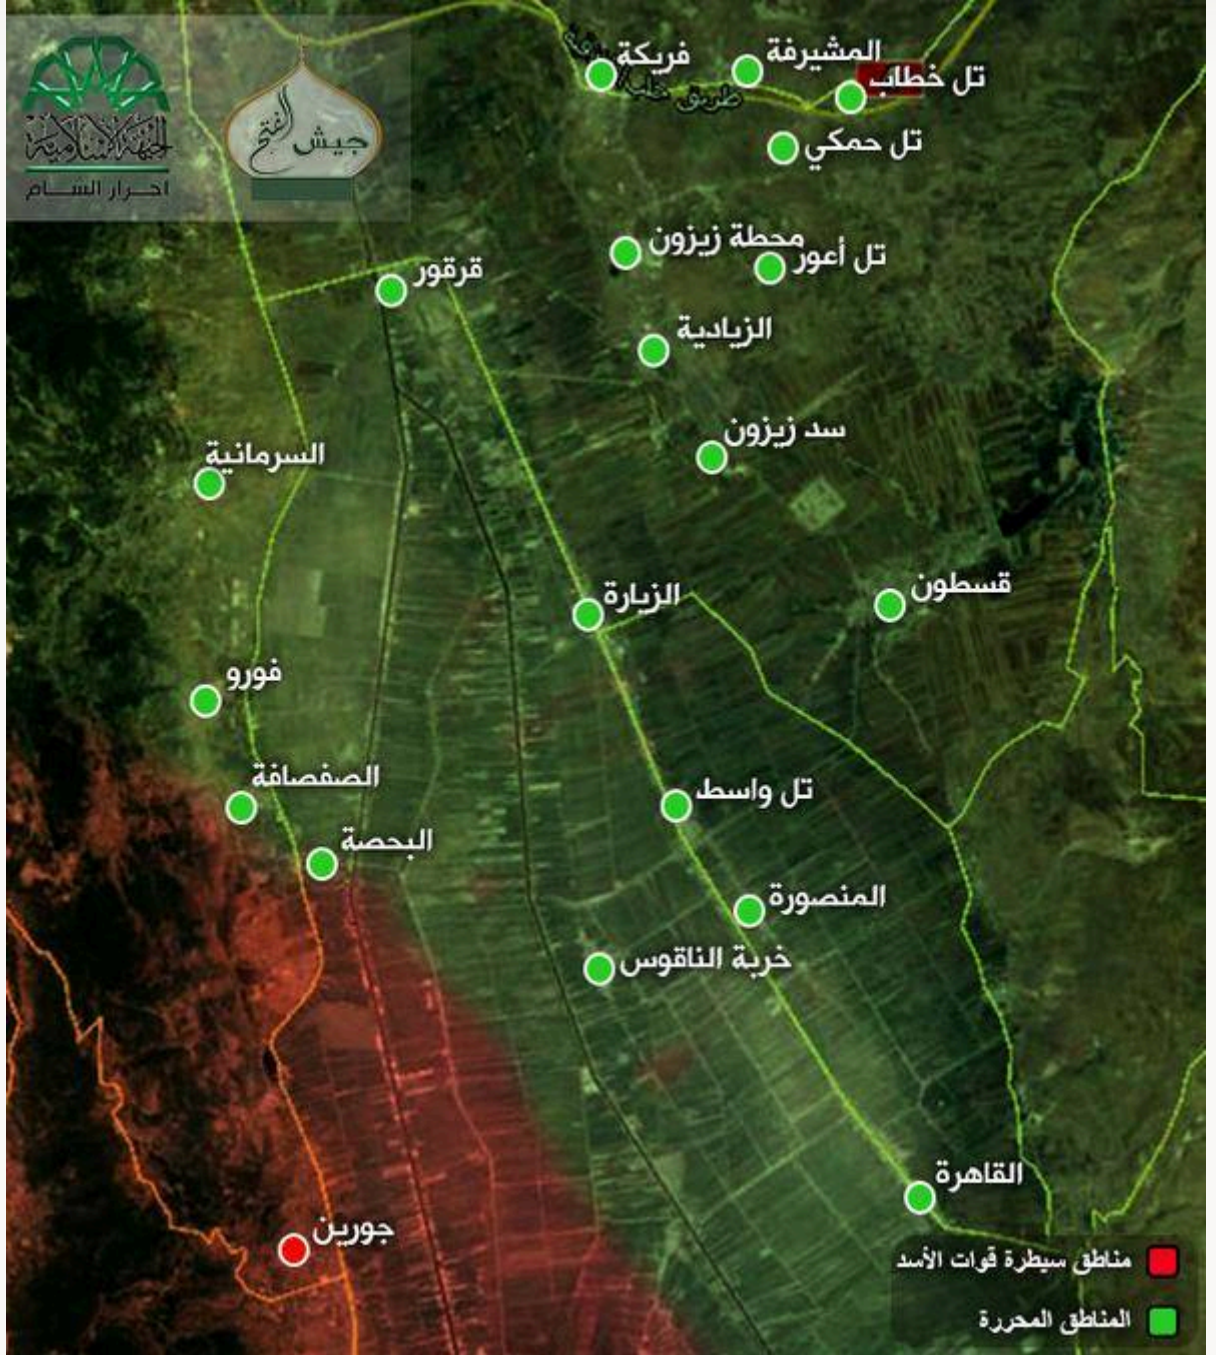 الجبهة الإسلامية
احرار الشام
جيش الفتح
فريكة
المشيرفة
تل خطاب
طريق حلب
تل حمكي
محطة زيزون
تل أعور
قرقور
الزيادية
سد زيزون
السرمانية
قسطون
الزيارة
فورو
الصفصافة
تل واسط
البحصة
المنصورة
خربة الناقوس
القاهرة
جورين
مناطق سيطرة قوات الأسد
المناطق المحررة